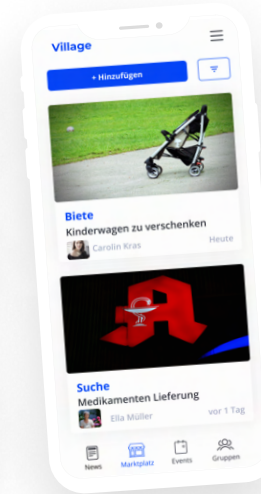 Village
+ Hinzufügen
Biete
Kinderwagen zu verschenken
Carolin Kras
Heute
Suche
Medikamenten Lieferung
Ella Müller
vor 1 Tag
News
Marktplatz
Events
Gruppen